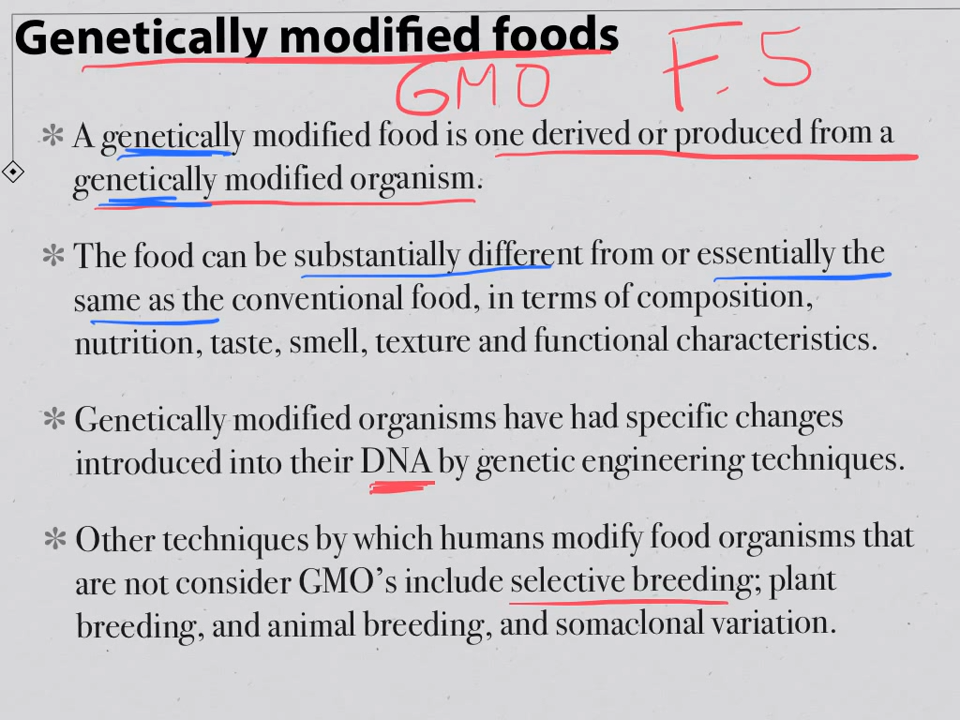 Genetically modified foods
GMO F.5
* A genetically modified food is one derived or produced from a
genetically modified organism.
* The food can be substantially different from or essentially the
same as the conventional food, in terms of composition,
nutrition, taste, smell, texture and functional characteristics.
* Genetically modified organisms have had specific changes
introduced into their DNA by genetic engineering techniques.
* Other techniques by which humans modify food organisms that
are not consider GMO’s include selective breeding; plant
breeding, and animal breeding, and somaclonal variation.